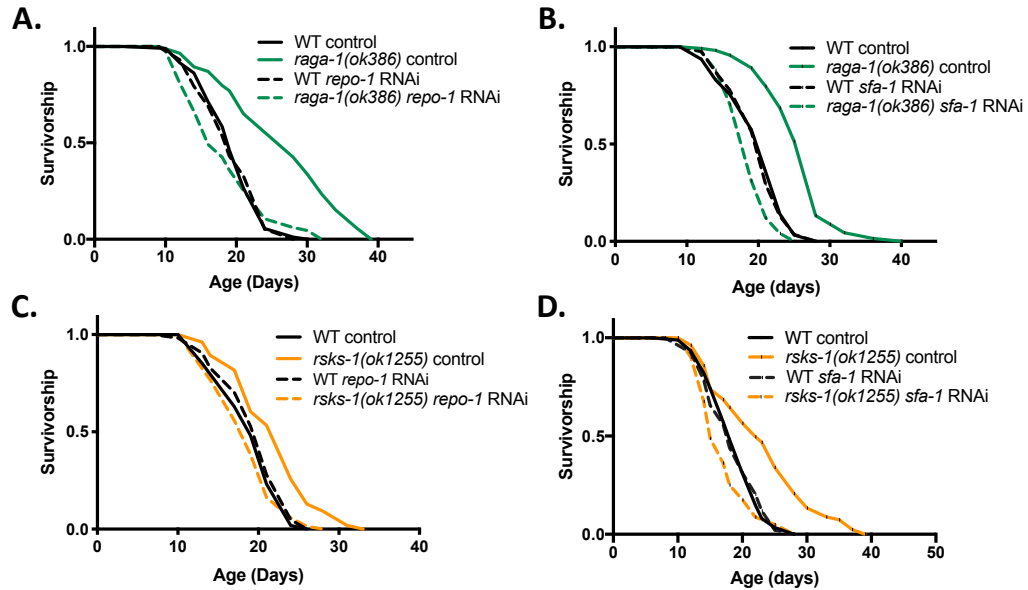 A.
WT control
raga-1(ok386) control
WT repo-1 RNAi
raga-1(ok386) repo-1 RNAi
Survivorship
1.0
0.5
0.0
0 10 20 30 40
Age (Days)
B.
WT control
raga-1(ok386) control
WT sfa-1 RNAi
raga-1(ok386) sfa-1 RNAi
Survivorship
1.0
0.5
0.0
0 10 20 30 40
Age (days)
C.
WT control
rsks-1(ok1255) control
WT repo-1 RNAi
rsks-1(ok1255) repo-1 RNAi
Survivorship
1.0
0.5
0.0
0 10 20 30 40
Age (Days)
D.
WT control
rsks-1(ok1255) control
WT sfa-1 RNAi
rsks-1(ok1255) sfa-1 RNAi
Survivorship
1.0
0.5
0.0
0 10 20 30 40 50
Age (days)